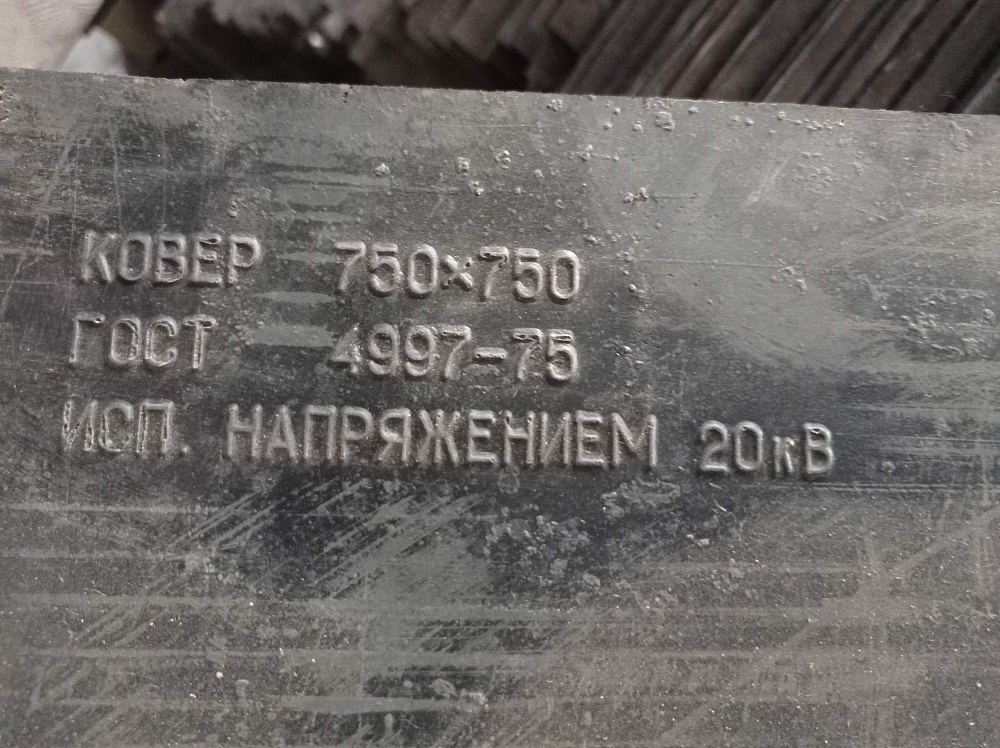 КОВЕР 750×750
ГОСТ 4997-75
ИСП. НАПРЯЖЕНИЕМ 20кВ